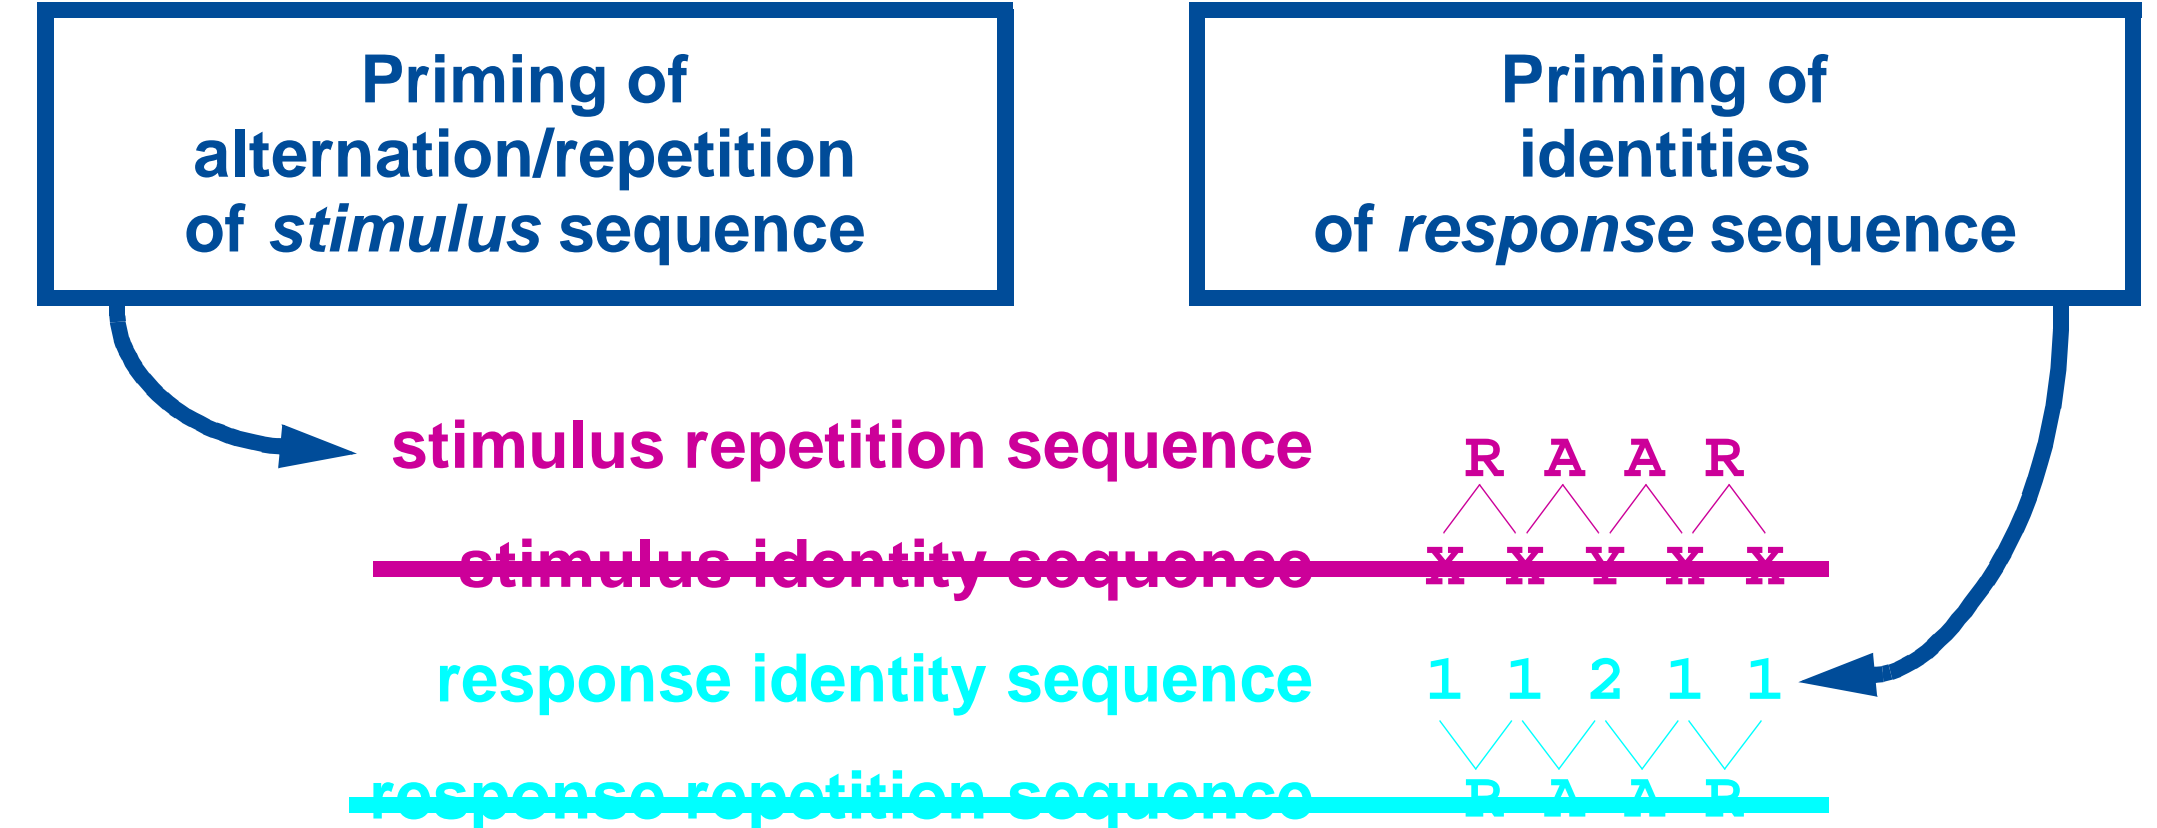 Priming of
alternation/repetition
of stimulus sequence
Priming of
identities
of response sequence
stimulus repetition sequence R A A R
stimulus identity sequence X X Y X X
response identity sequence 1 1 2 1 1
response repetition sequence R A A R